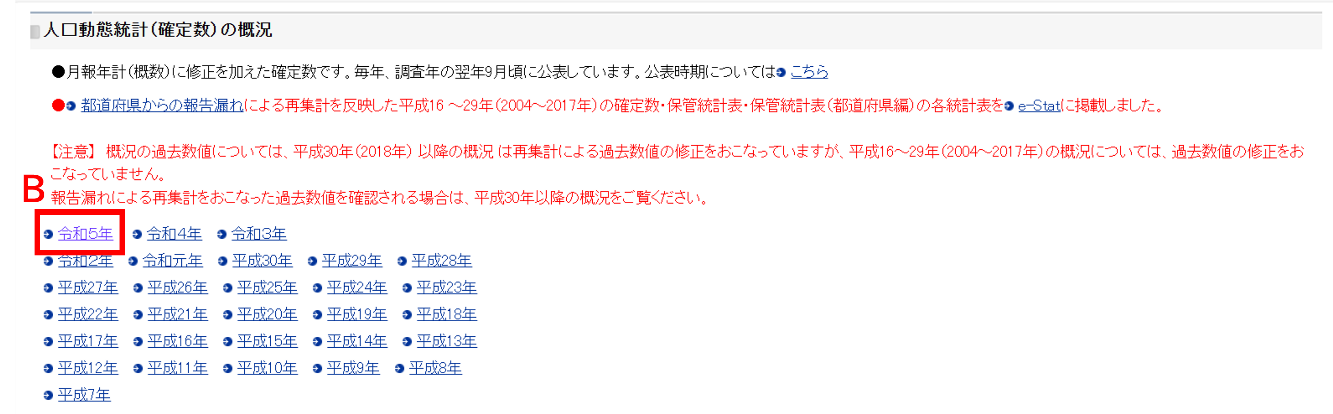 人口動態統計(確定数)の概況
●月報年計(概数)に修正を加えた確定数です。毎年、調査年の翌年9月頃に公表しています。公表時期については こちら
● 都道府県からの報告漏れによる再集計を反映した平成16～29年(2004～2017年)の確定数・保管統計表・保管統計表(都道府県編)の各統計表を e-Statに掲載しました。
【注意】 概況の過去数値については、平成30年(2018年) 以降の概況 は再集計による過去数値の修正をおこなっていますが、平成16～29年(2004～2017年)の概況については、過去数値の修正をお
こなっていません。
B
報告漏れによる再集計をおこなった過去数値を確認される場合は、平成30年以降の概況をご覧ください。
令和5年 令和4年 令和3年
令和2年 令和元年 平成30年 平成29年 平成28年
平成27年 平成26年 平成25年 平成24年 平成23年
平成22年 平成21年 平成20年 平成19年 平成18年
平成17年 平成16年 平成15年 平成14年 平成13年
平成12年 平成11年 平成10年 平成9年 平成8年
平成7年